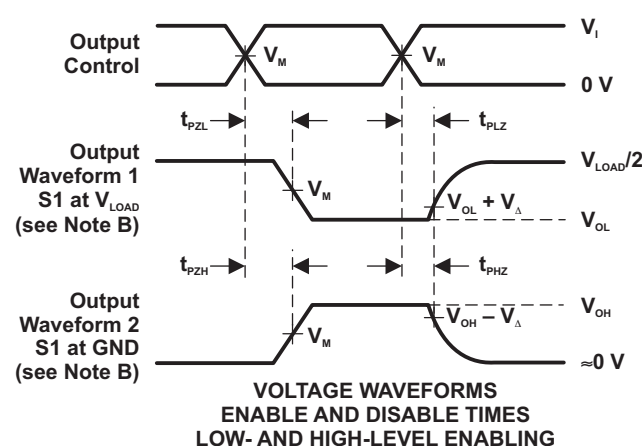 Output
Control
V_M
V_M
V_I
0 V
t_PZL
t_PLZ
Output
Waveform 1
S1 at V_LOAD
(see Note B)
V_M
V_OL + V_Δ
V_LOAD/2
V_OL
t_PZH
t_PHZ
Output
Waveform 2
S1 at GND
(see Note B)
V_M
V_OH – V_Δ
V_OH
≈0 V
VOLTAGE WAVEFORMS
ENABLE AND DISABLE TIMES
LOW- AND HIGH-LEVEL ENABLING